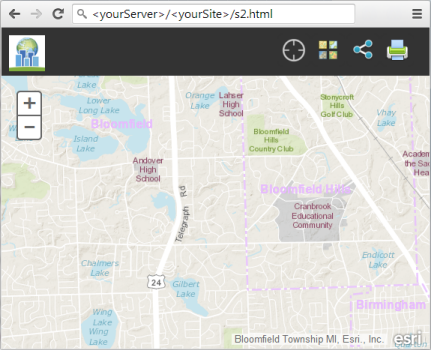 <yourServer>/<yourSite>/s2.html
Lower
Long
Lake
Orange
Lake
Lahser
High
School
Stonycroft
Hills
Golf Club
Vhay
Lake
Bloomfield
Island
Lake
Bloomfield
Hills
Country Club
Andover
High
School
Academ
the Sac
Hea
Bloomfield Hills
Cranbrook
Educational
Community
Telegraph Rd
Chalmers
Lake
Endicott
Lake
24
Gilbert
Lake
Wing
Lake
Wing
Lake
Birmingham
Bloomfield Township MI, Esri., Inc.
esri